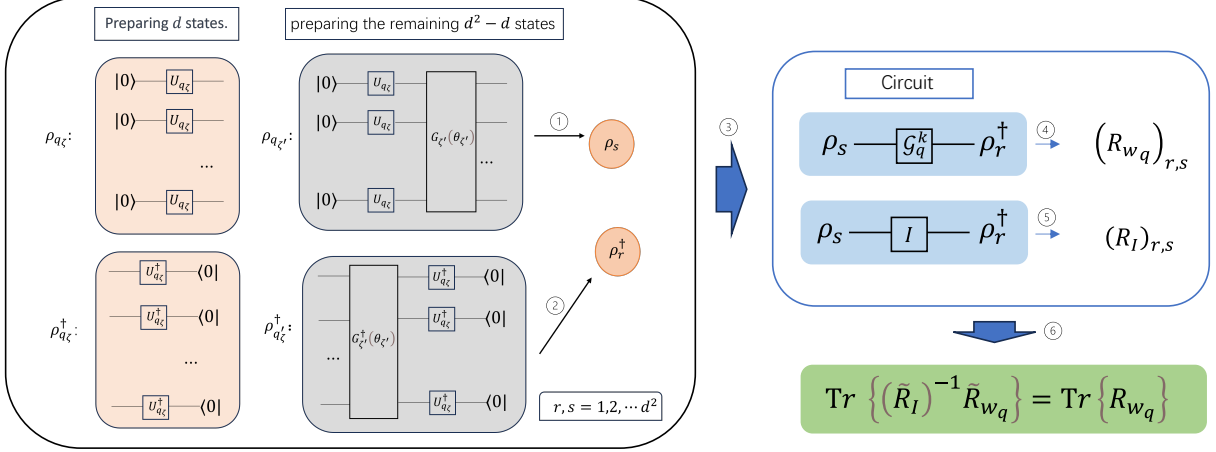 Preparing d states.
preparing the remaining d² − d states
ρ_{q_ζ}:
|0⟩ U_{q_ζ}
|0⟩ U_{q_ζ}
...
|0⟩ U_{q_ζ}
ρ_{q_{ζ'}}:
|0⟩ U_{q_ζ}
|0⟩ U_{q_ζ}
G_{ζ'}(θ_{ζ'})
...
|0⟩ U_{q_ζ}
①
ρ_s
ρ_{q_ζ}^†:
U_{q_ζ}^† ⟨0|
U_{q_ζ}^† ⟨0|
...
U_{q_ζ}^† ⟨0|
ρ_{q_ζ'}^†:
...
G_{ζ'}^†(θ_{ζ'})
U_{q_ζ}^† ⟨0|
U_{q_ζ}^† ⟨0|
U_{q_ζ}^† ⟨0|
②
ρ_r^†
r, s = 1,2, ⋯ d²
③
Circuit
ρ_s 𝒢_q^k ρ_r^† ④ (R_{w_q})_{r,s}
ρ_s I ρ_r^† ⑤ (R_I)_{r,s}
⑥
Tr {(R̃_I)^{−1} R̃_{w_q}} = Tr {R_{w_q}}